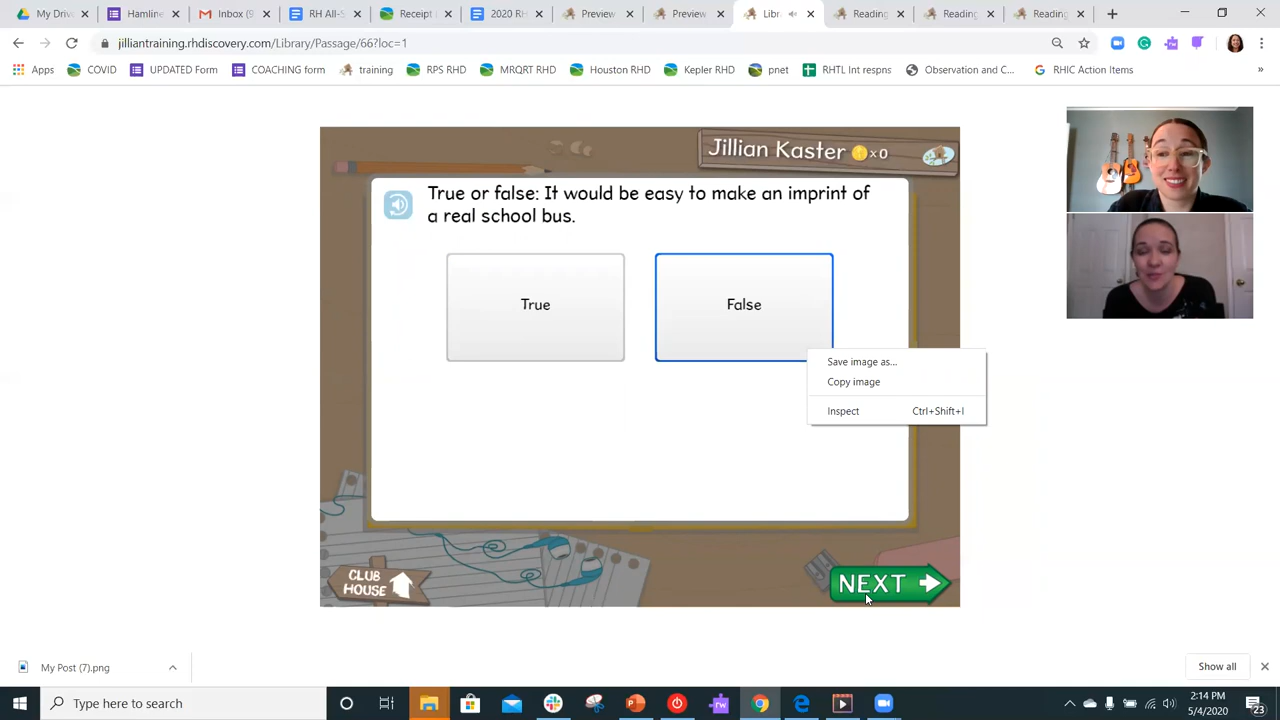 My Drive
Hamline
Inbox (9
RH All-S
Receipt
2020 RH
Preview
Preview
Libr
Reading
Reading
Reading
jilliantraining.rhdiscovery.com/Library/Passage/66?loc=1
Apps
COVID
UPDATED Form
COACHING form
training
RPS RHD
MRQRT RHD
Houston RHD
Kepler RHD
pnet
RHTL Int respns
Observation and C...
RHIC Action Items
»
Jillian Kaster ×0
True or false: It would be easy to make an imprint of
a real school bus.
True
False
Save image as...
Copy image
Inspect Ctrl+Shift+I
CLUB
HOUSE
NEXT
My Post (7).png
Show all
Type here to search
2:14 PM
5/4/2020
23